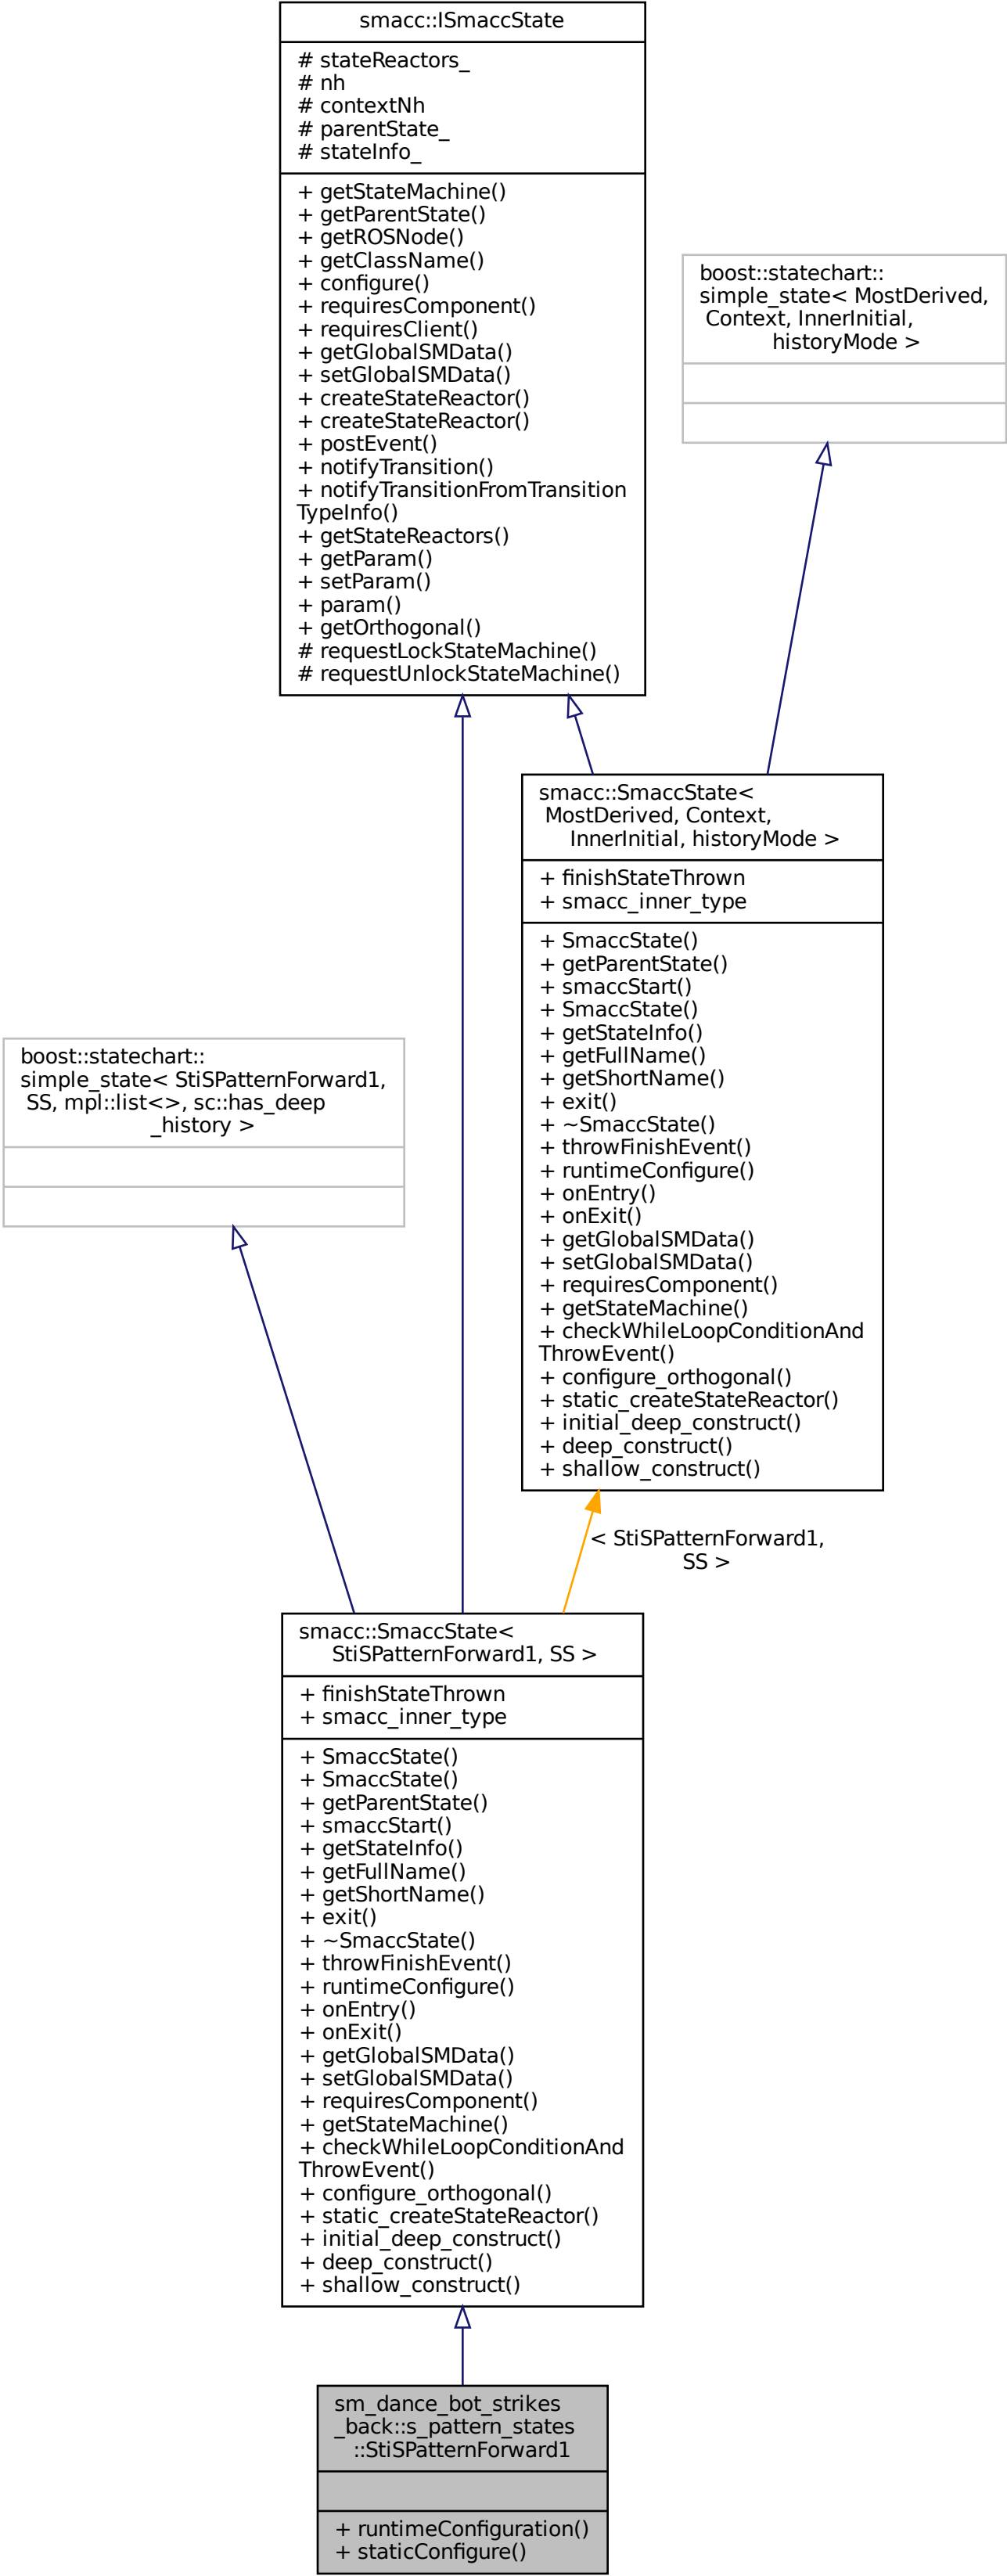 smacc::ISmaccState
# stateReactors_
# nh
# contextNh
# parentState_
# stateInfo_
+ getStateMachine()
+ getParentState()
+ getROSNode()
+ getClassName()
+ configure()
+ requiresComponent()
+ requiresClient()
+ getGlobalSMData()
+ setGlobalSMData()
+ createStateReactor()
+ createStateReactor()
+ postEvent()
+ notifyTransition()
+ notifyTransitionFromTransition
TypeInfo()
+ getStateReactors()
+ getParam()
+ setParam()
+ param()
+ getOrthogonal()
# requestLockStateMachine()
# requestUnlockStateMachine()
boost::statechart::
simple_state< MostDerived,
Context, InnerInitial,
historyMode >
smacc::SmaccState<
MostDerived, Context,
InnerInitial, historyMode >
+ finishStateThrown
+ smacc_inner_type
+ SmaccState()
+ getParentState()
+ smaccStart()
+ SmaccState()
+ getStateInfo()
+ getFullName()
+ getShortName()
+ exit()
+ ~SmaccState()
+ throwFinishEvent()
+ runtimeConfigure()
+ onEntry()
+ onExit()
+ getGlobalSMData()
+ setGlobalSMData()
+ requiresComponent()
+ getStateMachine()
+ checkWhileLoopConditionAnd
ThrowEvent()
+ configure_orthogonal()
+ static_createStateReactor()
+ initial_deep_construct()
+ deep_construct()
+ shallow_construct()
boost::statechart::
simple_state< StiSPatternForward1,
SS, mpl::list<>, sc::has_deep
_history >
< StiSPatternForward1,
SS >
smacc::SmaccState<
StiSPatternForward1, SS >
+ finishStateThrown
+ smacc_inner_type
+ SmaccState()
+ SmaccState()
+ getParentState()
+ smaccStart()
+ getStateInfo()
+ getFullName()
+ getShortName()
+ exit()
+ ~SmaccState()
+ throwFinishEvent()
+ runtimeConfigure()
+ onEntry()
+ onExit()
+ getGlobalSMData()
+ setGlobalSMData()
+ requiresComponent()
+ getStateMachine()
+ checkWhileLoopConditionAnd
ThrowEvent()
+ configure_orthogonal()
+ static_createStateReactor()
+ initial_deep_construct()
+ deep_construct()
+ shallow_construct()
sm_dance_bot_strikes
_back::s_pattern_states
::StiSPatternForward1
+ runtimeConfiguration()
+ staticConfigure()